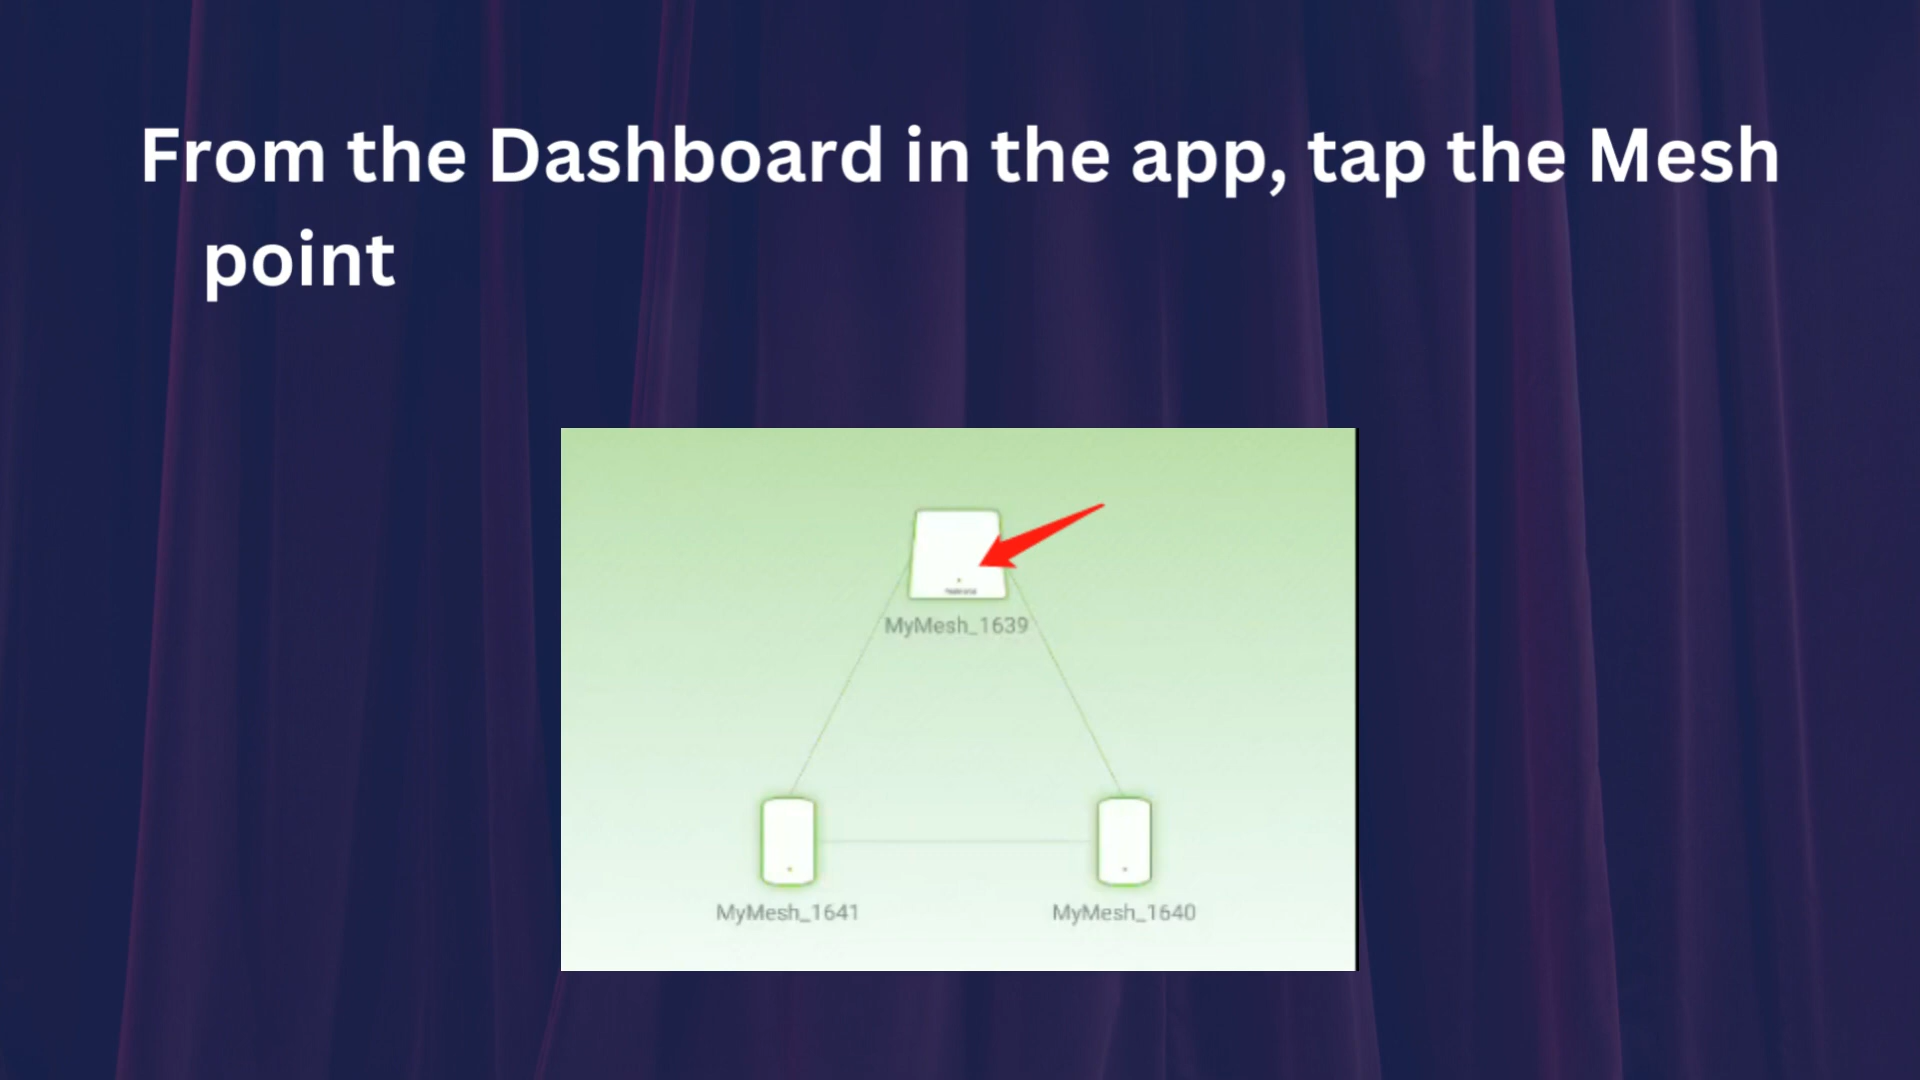 From the Dashboard in the app, tap the Mesh
point
MyMesh_1639
MyMesh_1641
MyMesh_1640